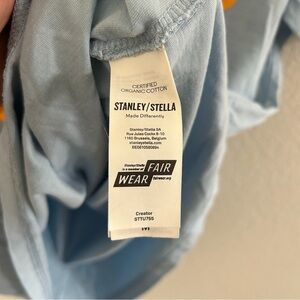 CERTIFIED
ORGANIC COTTON
STANLEY/STELLA
Made Differently
Stanley/Stella SA
Rue Jules Cockx 8-10
1160 Brussels, Belgium
stanleystella.com
BE0610580894
Stanley/Stella
is a member of
FAIR
WEAR
fairwear.org
Creator
STTU755
M